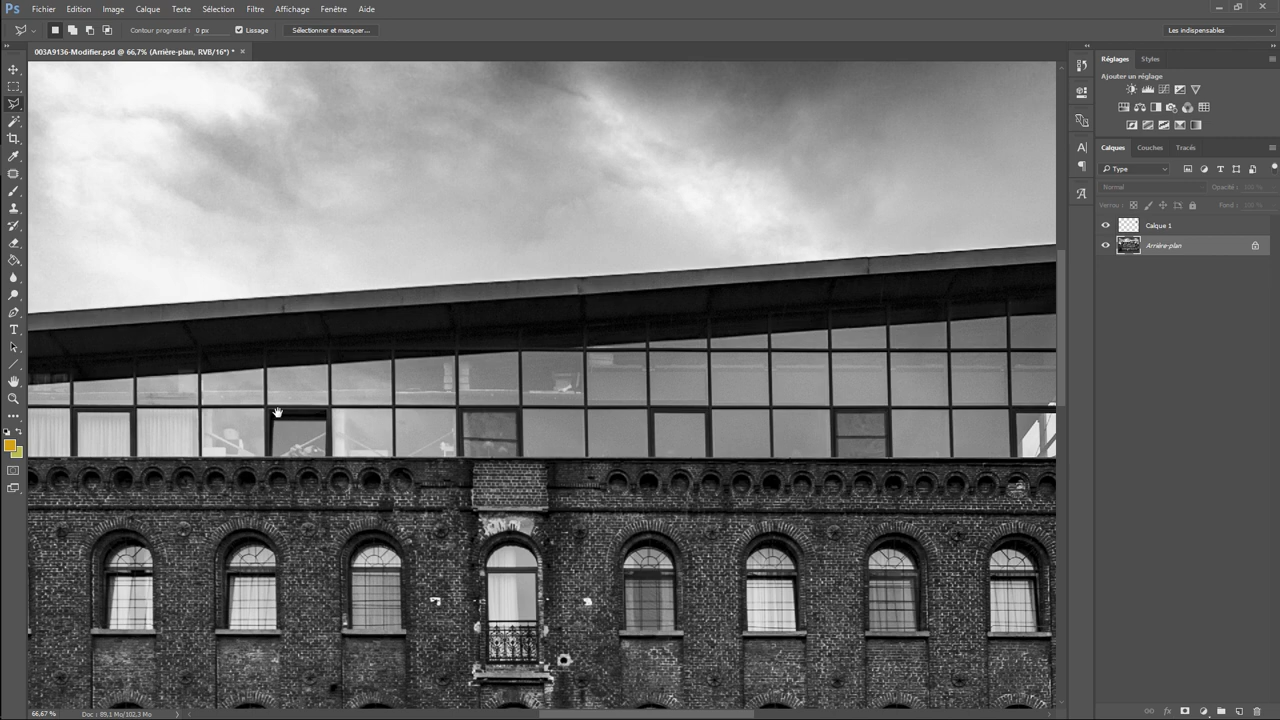 Ps Fichier Edition Image Calque Texte Sélection Filtre Affichage Fenêtre Aide
Contour progressif : 0 px Lissage Sélectionner et masquer... Les indispensables
003A9136-Modifier.psd @ 66,7% (Arrière-plan, RVB/16*) * ×
Réglages Styles
Ajouter un réglage
Calques Couches Tracés
Type
Normal Opacité : 100 %
Verrou : Fond : 100 %
Calque 1
Arrière-plan
66,67 % Doc : 89,1 Mo/102,3 Mo